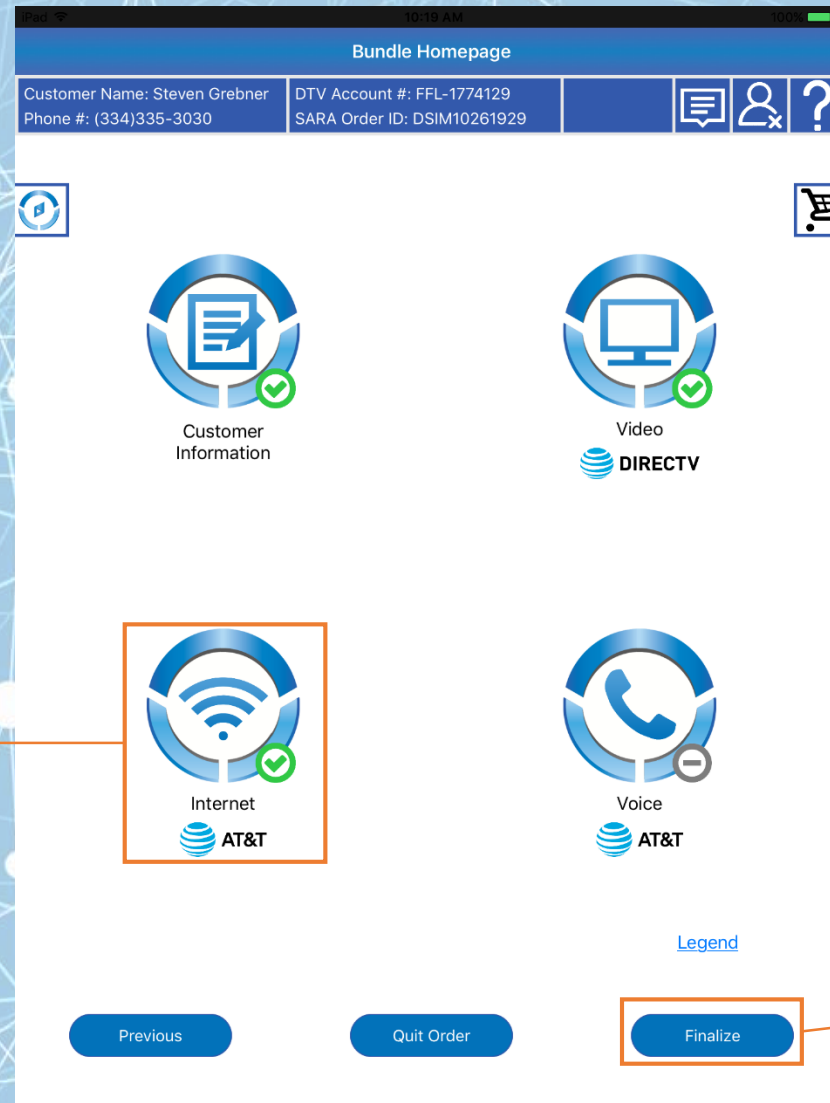 iPad 10:19 AM 100%
Bundle Homepage
Customer Name: Steven Grebner
Phone #: (334)335-3030
DTV Account #: FFL-1774129
SARA Order ID: DSIM10261929
?
Customer
Information
Video
DIRECTV
Internet
AT&T
Voice
AT&T
Legend
Previous Quit Order Finalize